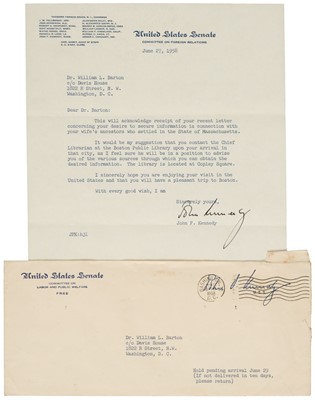 United States Senate
COMMITTEE ON FOREIGN RELATIONS
June 27, 1958
Dr. William L. Barton
c/o Davis House
1822 R Street, N. W.
Washington, D. C.
Dear Dr. Barton:
This will acknowledge receipt of your recent letter
concerning your desire to secure information in connection with
your wife's ancestors who settled in the State of Massachusetts.
It would be my suggestion that you contact the Chief
Librarian at the Boston Public Library upon your arrival in
that city, as I feel he will be in a position to advise
you of the various sources through which you can obtain the
desired information. The Library is located at Copley Square.
I sincerely hope you are enjoying your visit in the
United States and that you will have a pleasant trip to Boston.
With every good wish, I am
Sincerely yours,
John F. Kennedy
JFK:
United States Senate
COMMITTEE ON
LABOR AND PUBLIC WELFARE
FREE
Dr. William L. Barton
c/o Davis House
1822 R Street, N.W.
Washington, D. C.
Hold pending arrival June 28
(If not delivered in ten days,
please return)